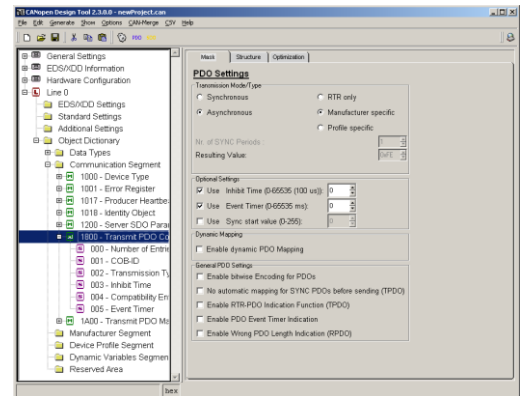 CANopen Design Tool 2.3.0.0 - newProject.can
File Edit Generate Show Options CAN-Merge CSV Help
PDO
General Settings
EDS/XDD Information
Hardware Configuration
Line 0
EDS/XDD Settings
Standard Settings
Additional Settings
Object Dictionary
Data Types
Communication Segment
1000 - Device Type
1001 - Error Register
1017 - Producer Heartbe
1018 - Identity Object
1200 - Server SDO Para
1800 - Transmit PDO Co
000 - Number of Entrie
001 - COB-ID
002 - Transmission Ty
003 - Inhibit Time
004 - Compatibility En
005 - Event Timer
1A00 - Transmit PDO Ma
Manufacturer Segment
Device Profile Segment
Dynamic Variables Segmen
Reserved Area
hex
Mask Structure Optimization
PDO Settings
Transmission Mode/Type
Synchronous RTR only
Asynchronous Manufacturer specific
Profile specific
Nr. of SYNC Periods :
Resulting Value: 0xFE
Optional Settings
Use Inhibit Time (0-65535 (100 us)): 0
Use Event Timer (0-65535 ms): 0
Use Sync start value (0-255): 0
Dynamic Mapping
Enable dynamic PDO Mapping
General PDO Settings
Enable bitwise Encoding for PDOs
No automatic mapping for SYNC PDOs before sending (TPDO)
Enable RTR-PDO Indication Function (TPDO)
Enable PDO Event Timer Indication
Enable Wrong PDO Length Indication (RPDO)